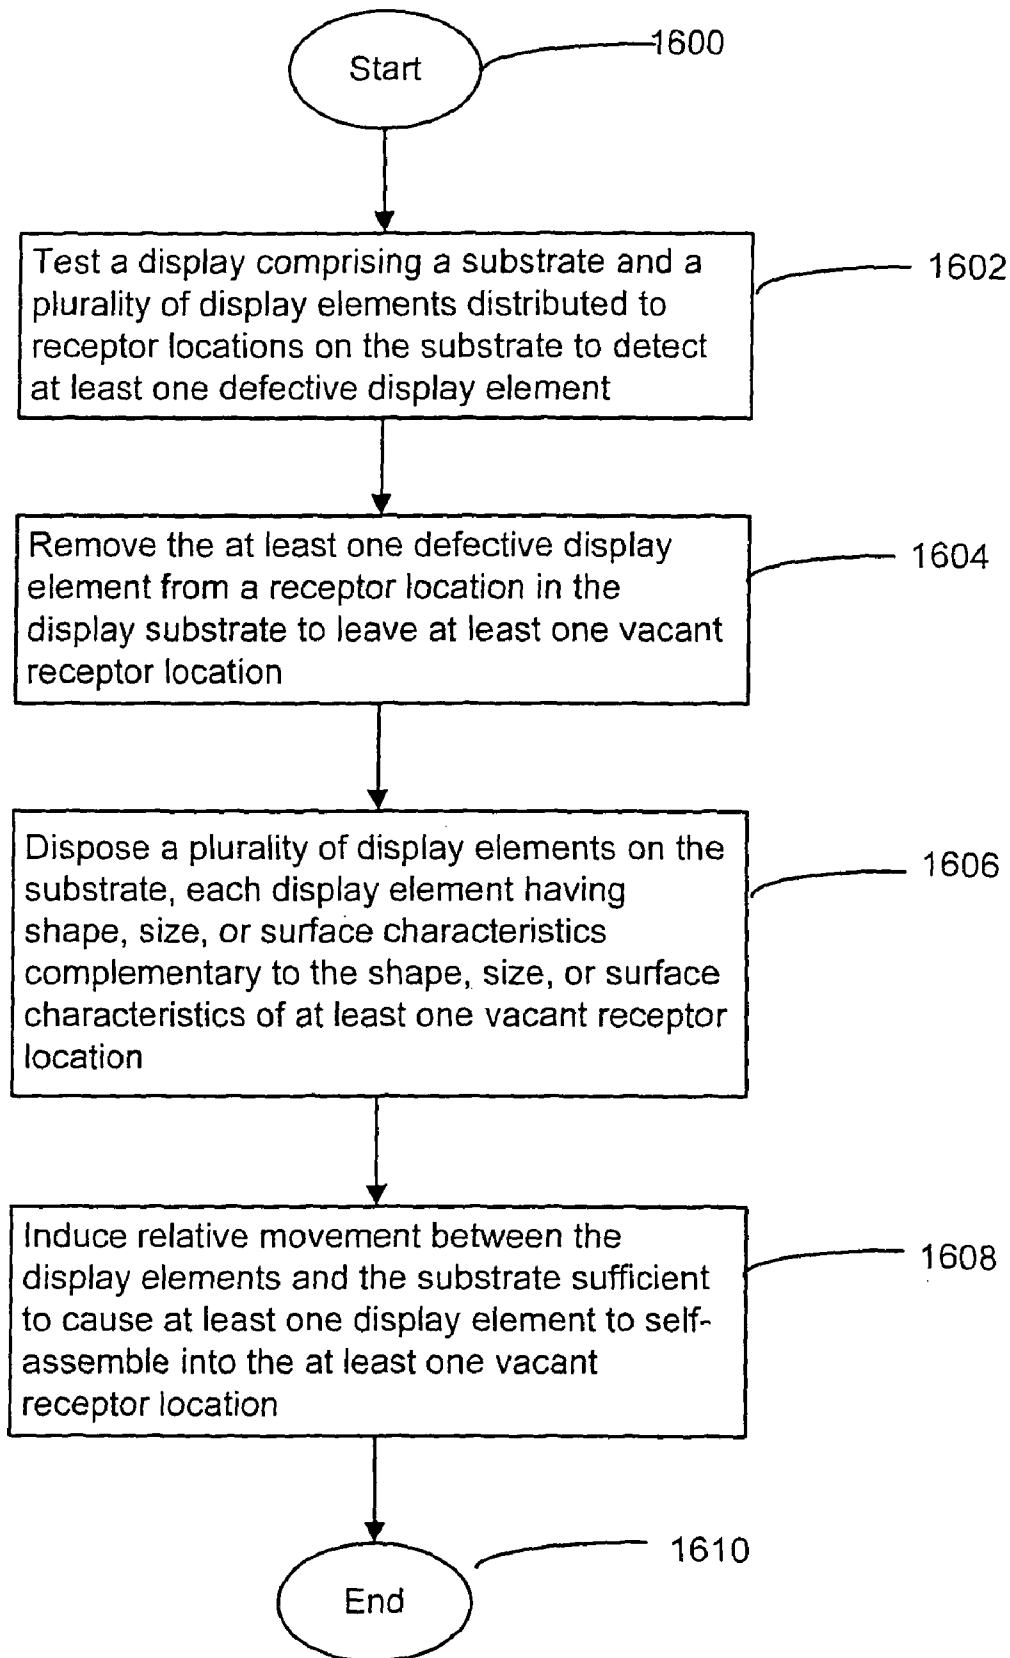 Start
1600
Test a display comprising a substrate and a
plurality of display elements distributed to
receptor locations on the substrate to detect
at least one defective display element
1602
Remove the at least one defective display
element from a receptor location in the
display substrate to leave at least one vacant
receptor location
1604
Dispose a plurality of display elements on the
substrate, each display element having
shape, size, or surface characteristics
complementary to the shape, size, or surface
characteristics of at least one vacant receptor
location
1606
Induce relative movement between the
display elements and the substrate sufficient
to cause at least one display element to self-
assemble into the at least one vacant
receptor location
1608
1610
End